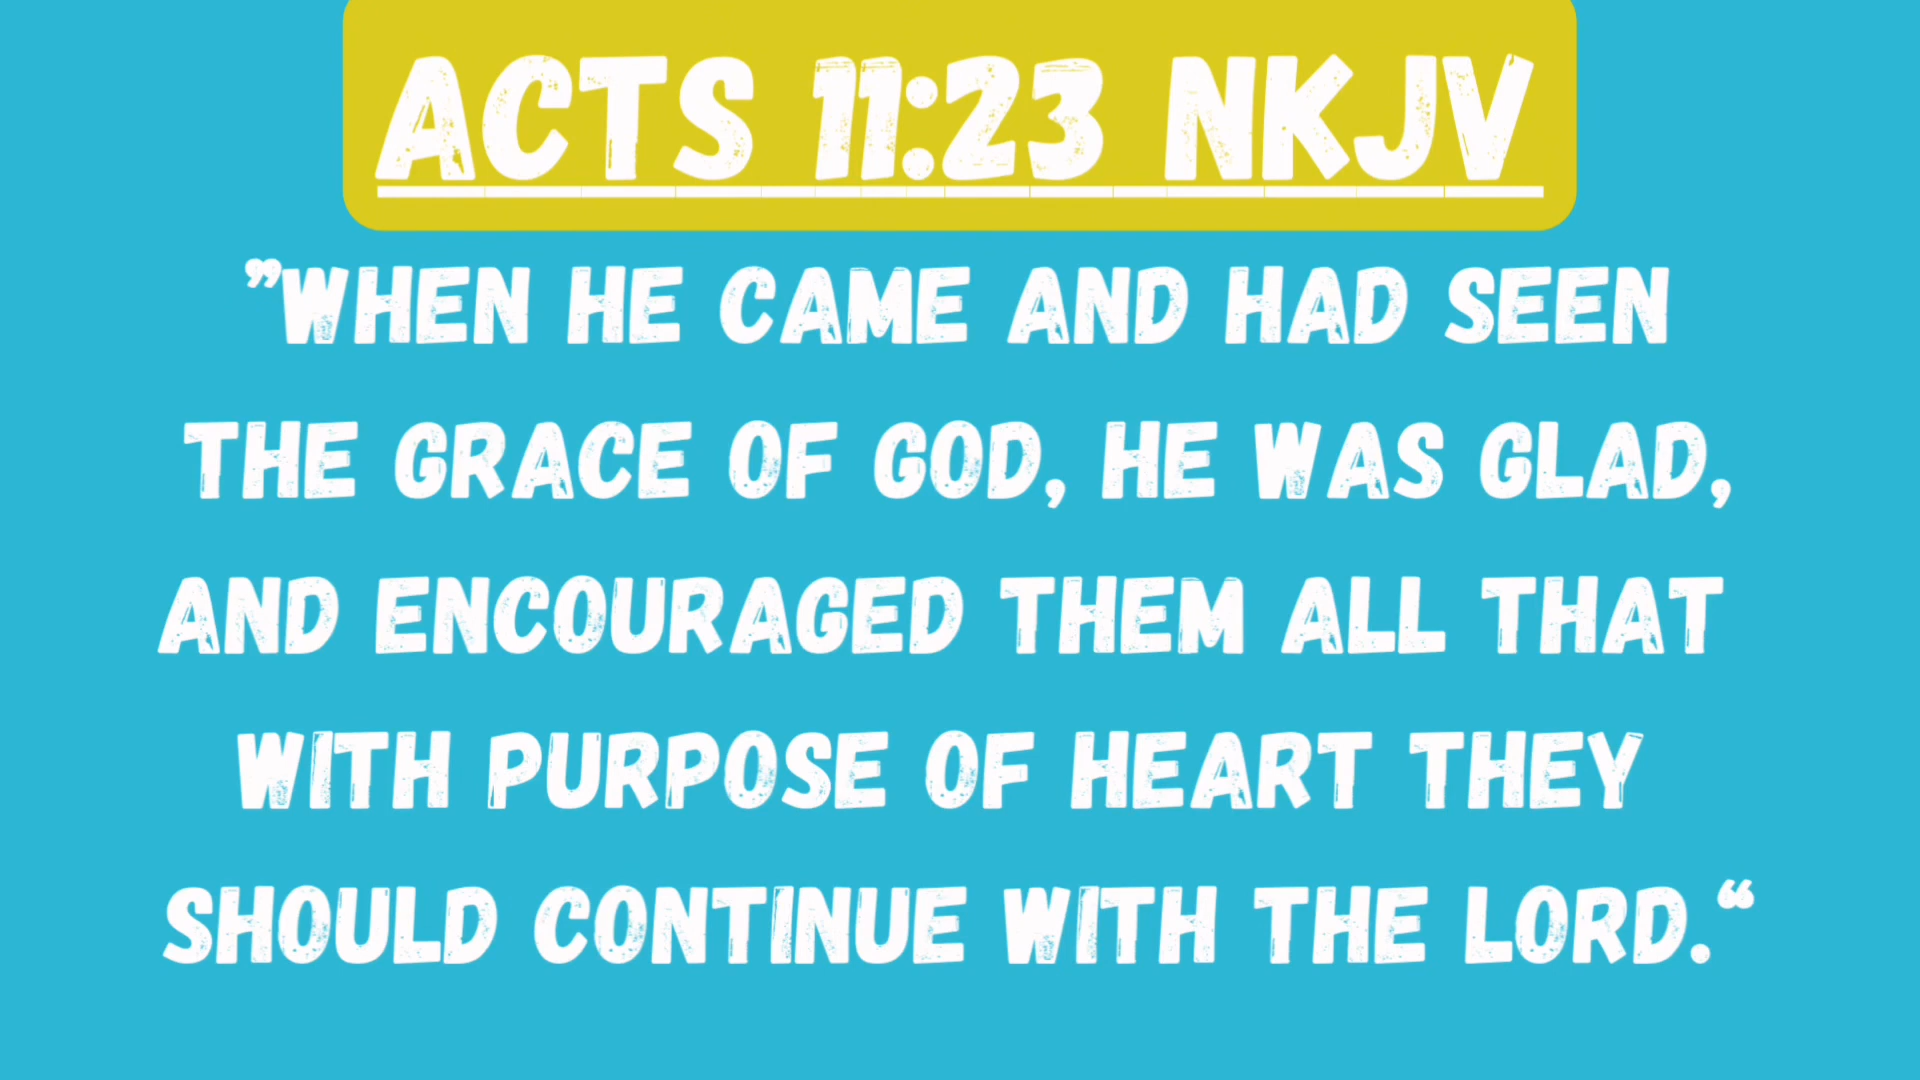 ACTS 11:23 NKJV
”WHEN HE CAME AND HAD SEEN
THE GRACE OF GOD, HE WAS GLAD,
AND ENCOURAGED THEM ALL THAT
WITH PURPOSE OF HEART THEY
SHOULD CONTINUE WITH THE LORD.“